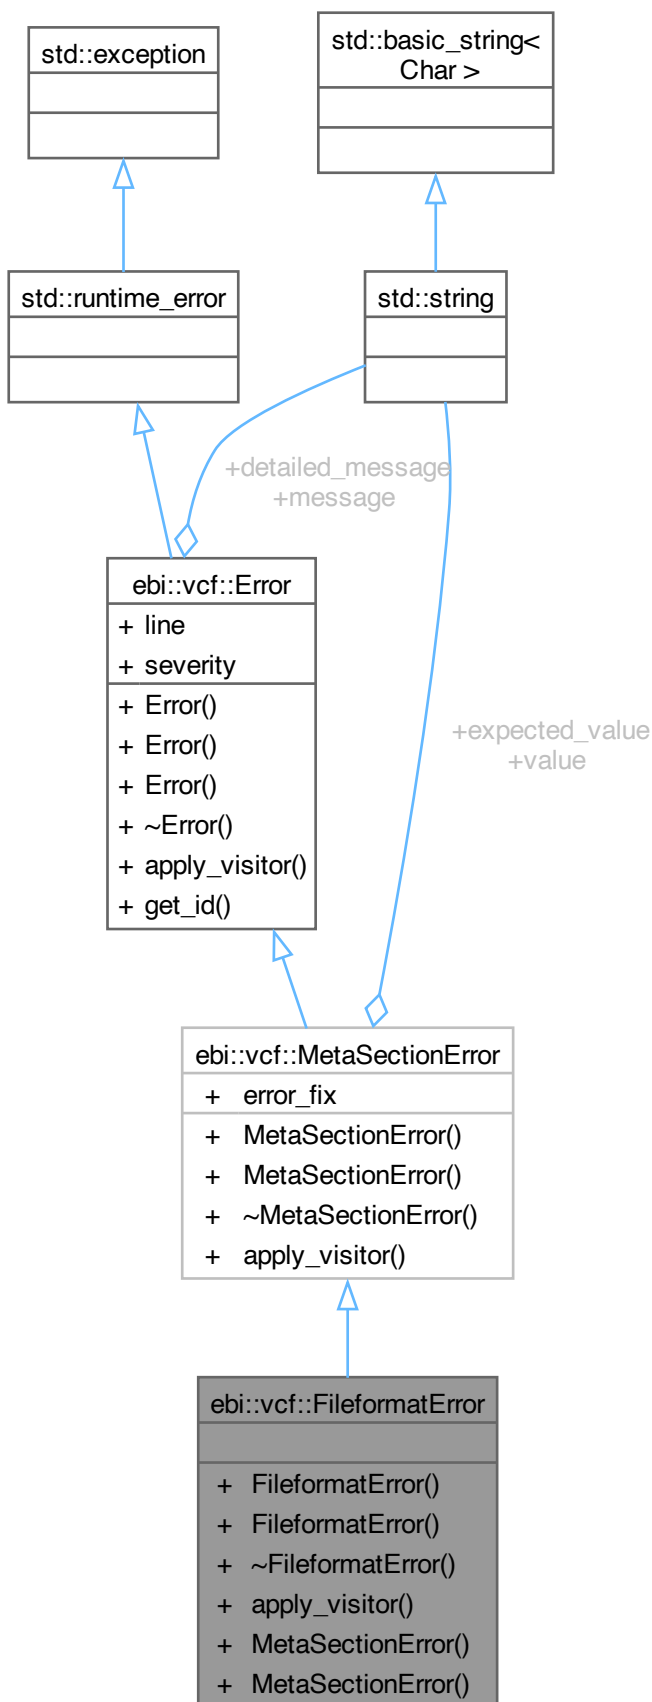 std::exception
std::basic_string<
Char >
std::runtime_error
std::string
+detailed_message
+message
ebi::vcf::Error
+ line
+ severity
+ Error()
+ Error()
+ Error()
+ ~Error()
+ apply_visitor()
+ get_id()
+expected_value
+value
ebi::vcf::MetaSectionError
+ error_fix
+ MetaSectionError()
+ MetaSectionError()
+ ~MetaSectionError()
+ apply_visitor()
ebi::vcf::FileformatError
+ FileformatError()
+ FileformatError()
+ ~FileformatError()
+ apply_visitor()
+ MetaSectionError()
+ MetaSectionError()